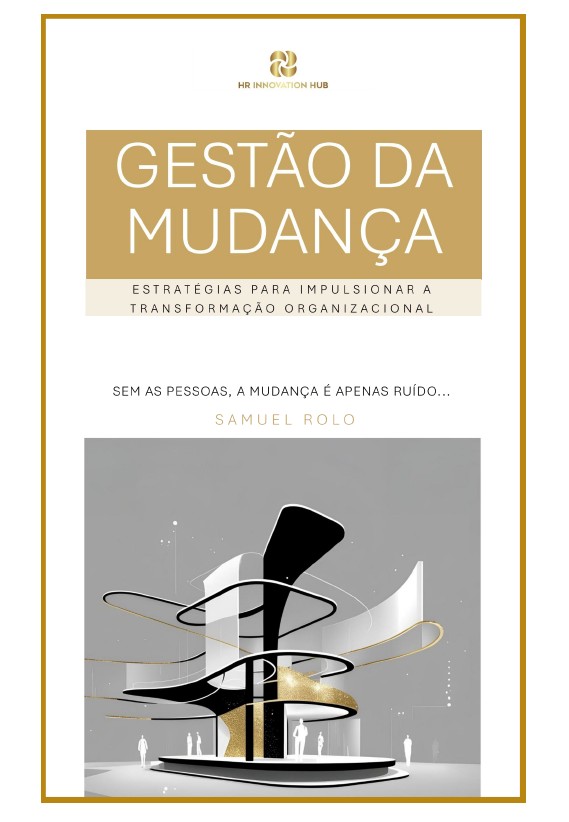 HR INNOVATION HUB
GESTÃO DA
MUDANÇA
ESTRATÉGIAS PARA IMPULSIONAR A
TRANSFORMAÇÃO ORGANIZACIONAL
SEM AS PESSOAS, A MUDANÇA É APENAS RUÍDO...
SAMUEL ROLO